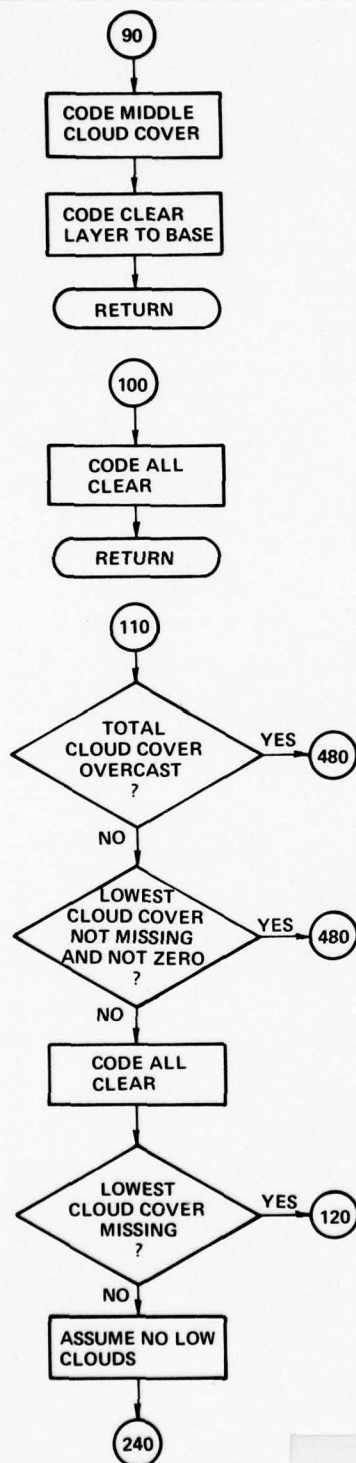 90
CODE MIDDLE
CLOUD COVER
CODE CLEAR
LAYER TO BASE
RETURN
100
CODE ALL
CLEAR
RETURN
110
TOTAL
CLOUD COVER
OVERCAST
?
YES
480
NO
LOWEST
CLOUD COVER
NOT MISSING
AND NOT ZERO
?
YES
480
NO
CODE ALL
CLEAR
LOWEST
CLOUD COVER
MISSING
?
YES
120
NO
ASSUME NO LOW
CLOUDS
240